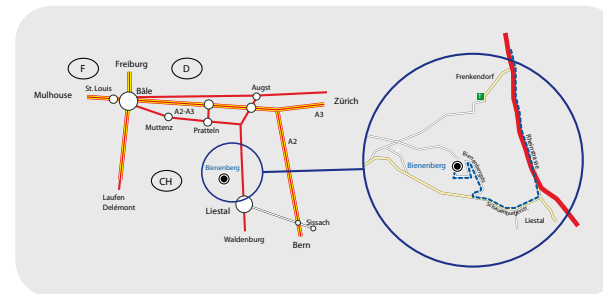 Freiburg
F
D
St. Louis
Bâle
Mulhouse
Augst
Zürich
A2-A3
A3
Muttenz
Pratteln
A2
Bienenberg
CH
Laufen
Delémont
Liestal
Sissach
Waldenburg
Bern
Frenkendorf
Rheinstrasse
Bienenberg
Liestal